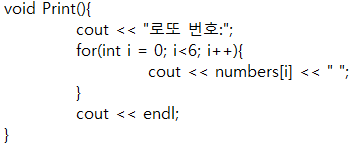 void Print(){
cout << "로또 번호:";
for(int i = 0; i<6; i++){
cout << numbers[i] << " ";
}
cout << endl;
}